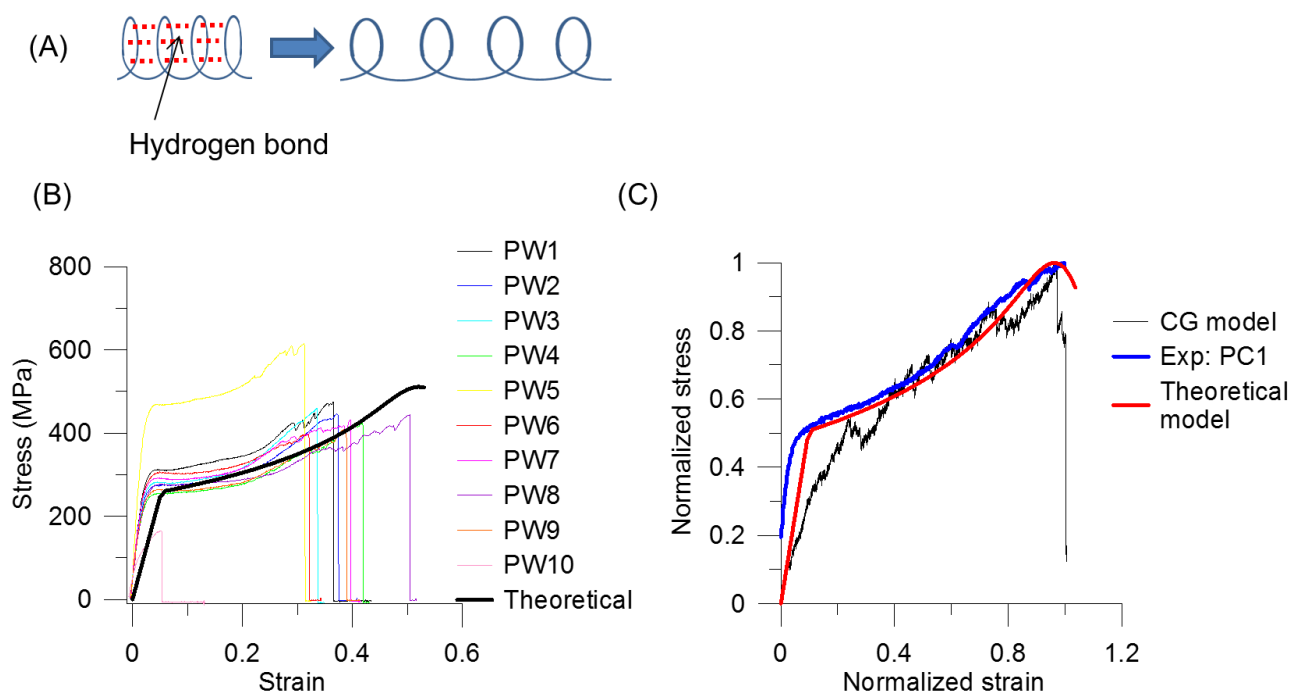 (A)
Hydrogen bond
(B)
Stress (MPa)
800
600
400
200
0
0
0.2
0.4
0.6
Strain
PW1
PW2
PW3
PW4
PW5
PW6
PW7
PW8
PW9
PW10
Theoretical
(C)
Normalized stress
1
0.8
0.6
0.4
0.2
0
0
0.4
0.8
1.2
Normalized strain
CG model
Exp: PC1
Theoretical
model